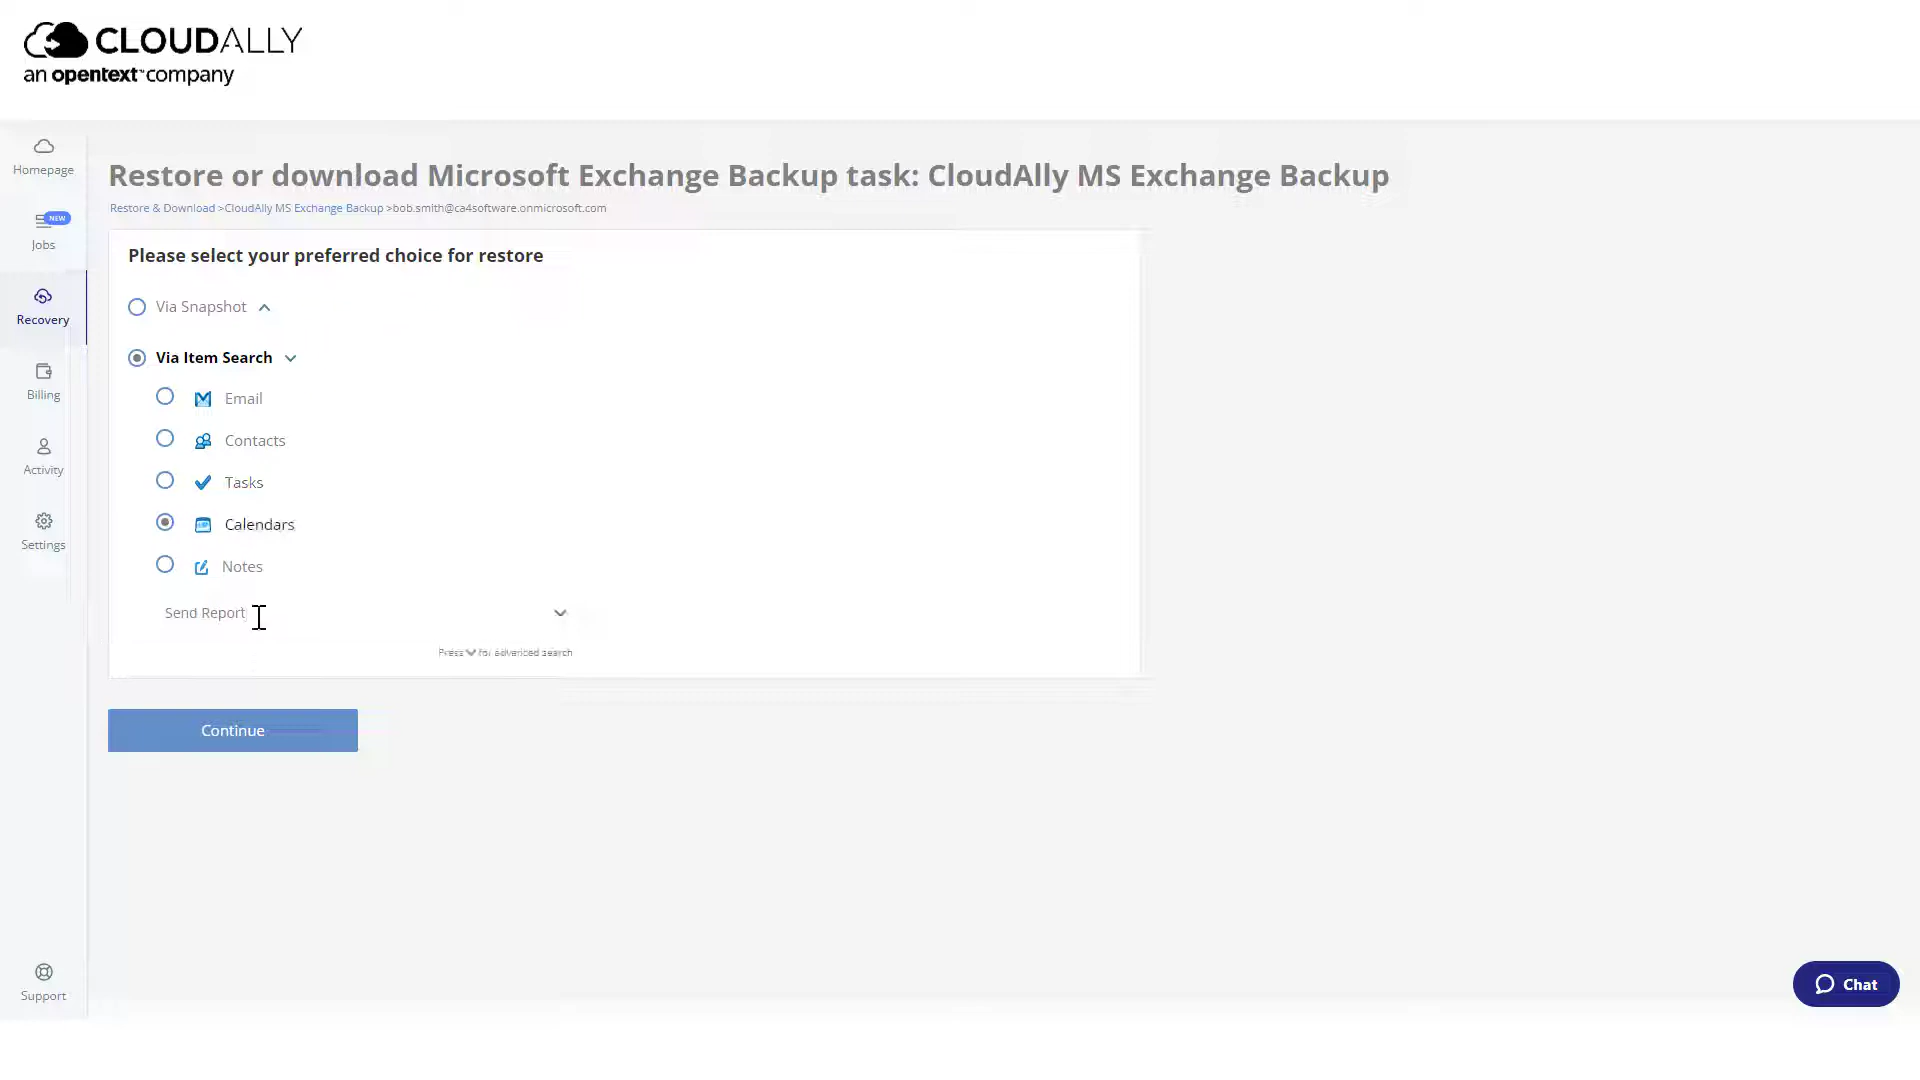 CLOUDALLY
an opentext™ company
Homepage
NEW
Jobs
Recovery
Billing
Activity
Settings
Support
Restore or download Microsoft Exchange Backup task: CloudAlly MS Exchange Backup
Restore & Download >CloudAlly MS Exchange Backup >bob.smith@ca4software.onmicrosoft.com
Please select your preferred choice for restore
Via Snapshot
Via Item Search
Email
Contacts
Tasks
Calendars
Notes
Send Report
Press for advanced search
Continue
Chat